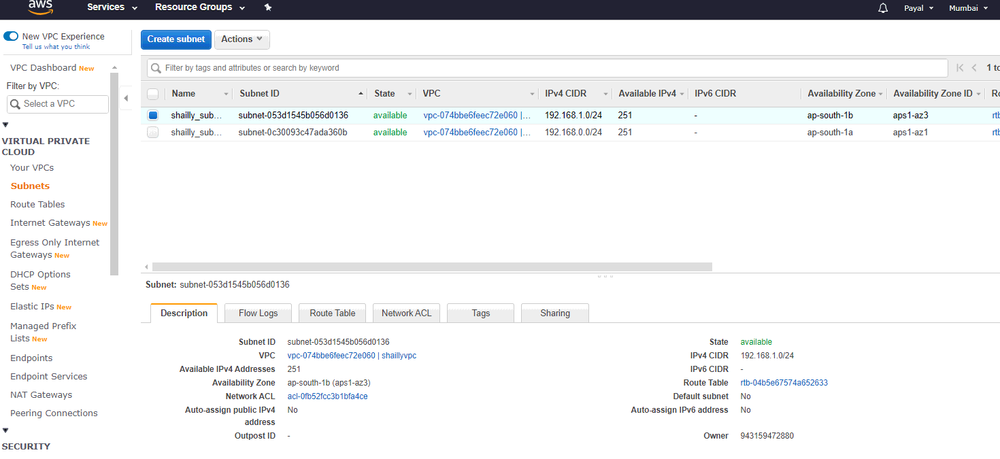 aws Services Resource Groups Payal Mumbai
New VPC Experience
Tell us what you think
VPC Dashboard New
Filter by VPC:
Select a VPC
VIRTUAL PRIVATE
CLOUD
Your VPCs
Subnets
Route Tables
Internet Gateways New
Egress Only Internet
Gateways New
DHCP Options
Sets New
Elastic IPs New
Managed Prefix
Lists New
Endpoints
Endpoint Services
NAT Gateways
Peering Connections
SECURITY
Create subnet Actions
Filter by tags and attributes or search by keyword 1 to
Name Subnet ID State VPC IPv4 CIDR Available IPv4 IPv6 CIDR Availability Zone Availability Zone ID Ro
shailly_sub... subnet-053d1545b056d0136 available vpc-074bbe6feec72e060 |... 192.168.1.0/24 251 - ap-south-1b aps1-az3 rtb
shailly_sub... subnet-0c30093c47ada360b available vpc-074bbe6feec72e060 |... 192.168.0.0/24 251 - ap-south-1a aps1-az1 rtb
Subnet: subnet-053d1545b056d0136
Description Flow Logs Route Table Network ACL Tags Sharing
Subnet ID subnet-053d1545b056d0136 State available
VPC vpc-074bbe6feec72e060 | shaillyvpc IPv4 CIDR 192.168.1.0/24
Available IPv4 Addresses 251 IPv6 CIDR -
Availability Zone ap-south-1b (aps1-az3) Route Table rtb-04b5e67574a652633
Network ACL acl-0fb52fcc3b1bfa4ce Default subnet No
Auto-assign public IPv4 No Auto-assign IPv6 address No
address
Outpost ID - Owner 943159472880